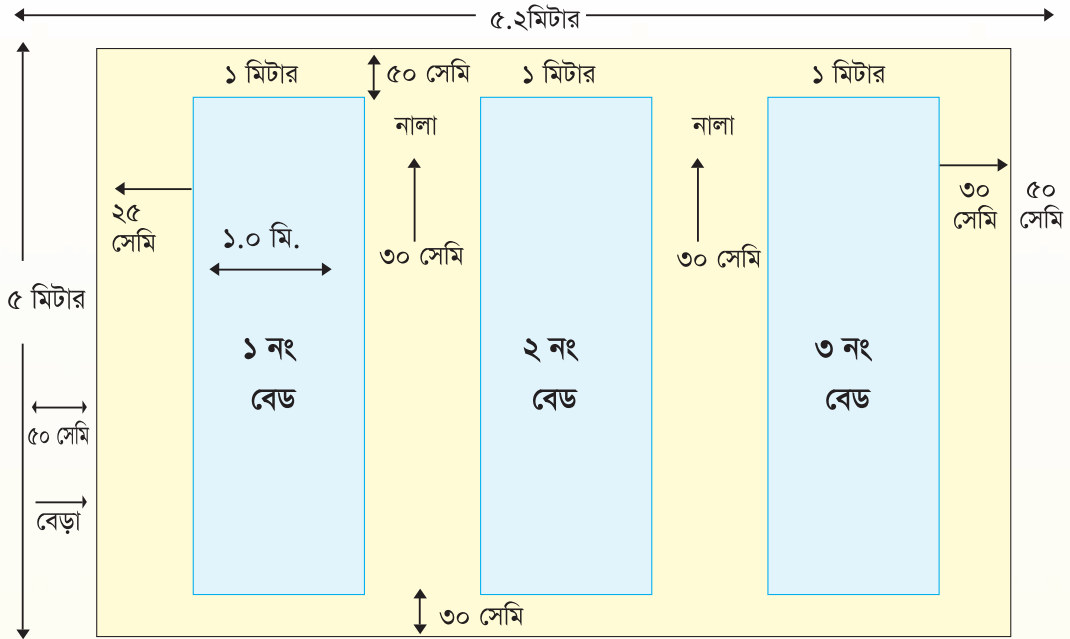 ৫.২মিটার
১ মিটার
৫০ সেমি
১ মিটার
১ মিটার
নালা
নালা
২৫
সেমি
৩০
সেমি
৫০
সেমি
১.০ মি.
৩০ সেমি
৩০ সেমি
৫ মিটার
১ নং
বেড
২ নং
বেড
৩ নং
বেড
৫০ সেমি
বেড়া
৩০ সেমি